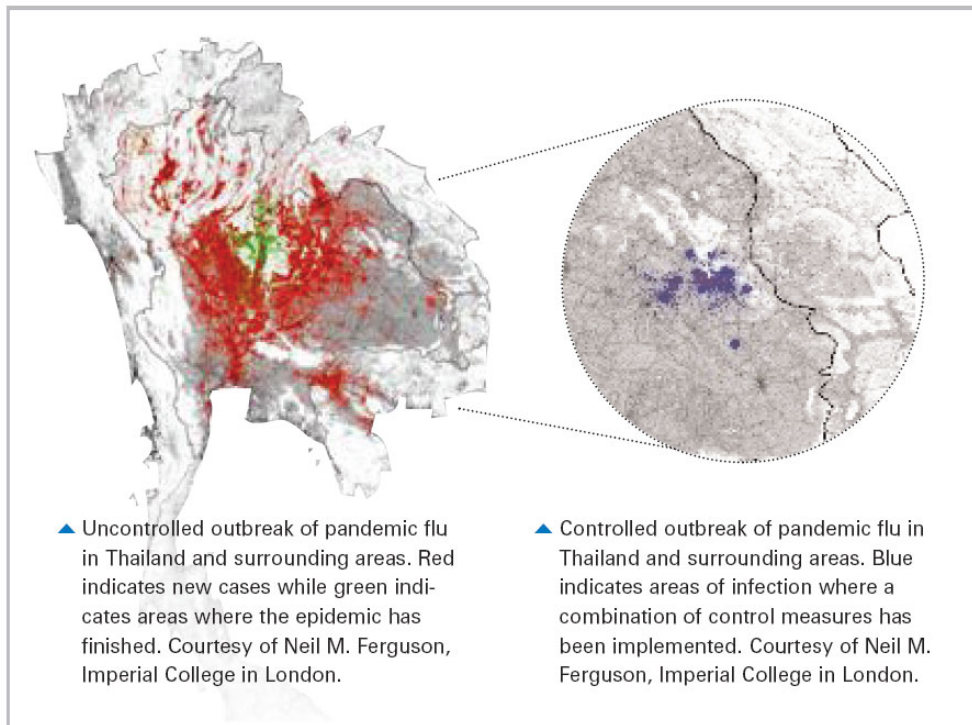 Uncontrolled outbreak of pandemic flu
in Thailand and surrounding areas. Red
indicates new cases while green indi-
cates areas where the epidemic has
finished. Courtesy of Neil M. Ferguson,
Imperial College in London.
Controlled outbreak of pandemic flu in
Thailand and surrounding areas. Blue
indicates areas of infection where a
combination of control measures has
been implemented. Courtesy of Neil M.
Ferguson, Imperial College in London.